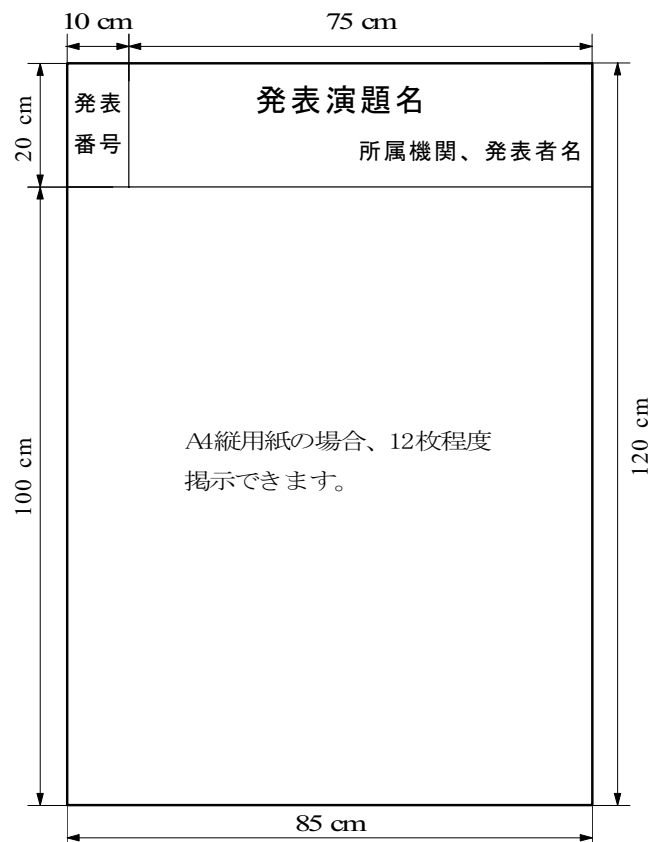 10 cm
75 cm
20 cm
発表
番号
発表演題名
所属機関、発表者名
100 cm
A4縦用紙の場合、12枚程度
掲示できます。
120 cm
85 cm